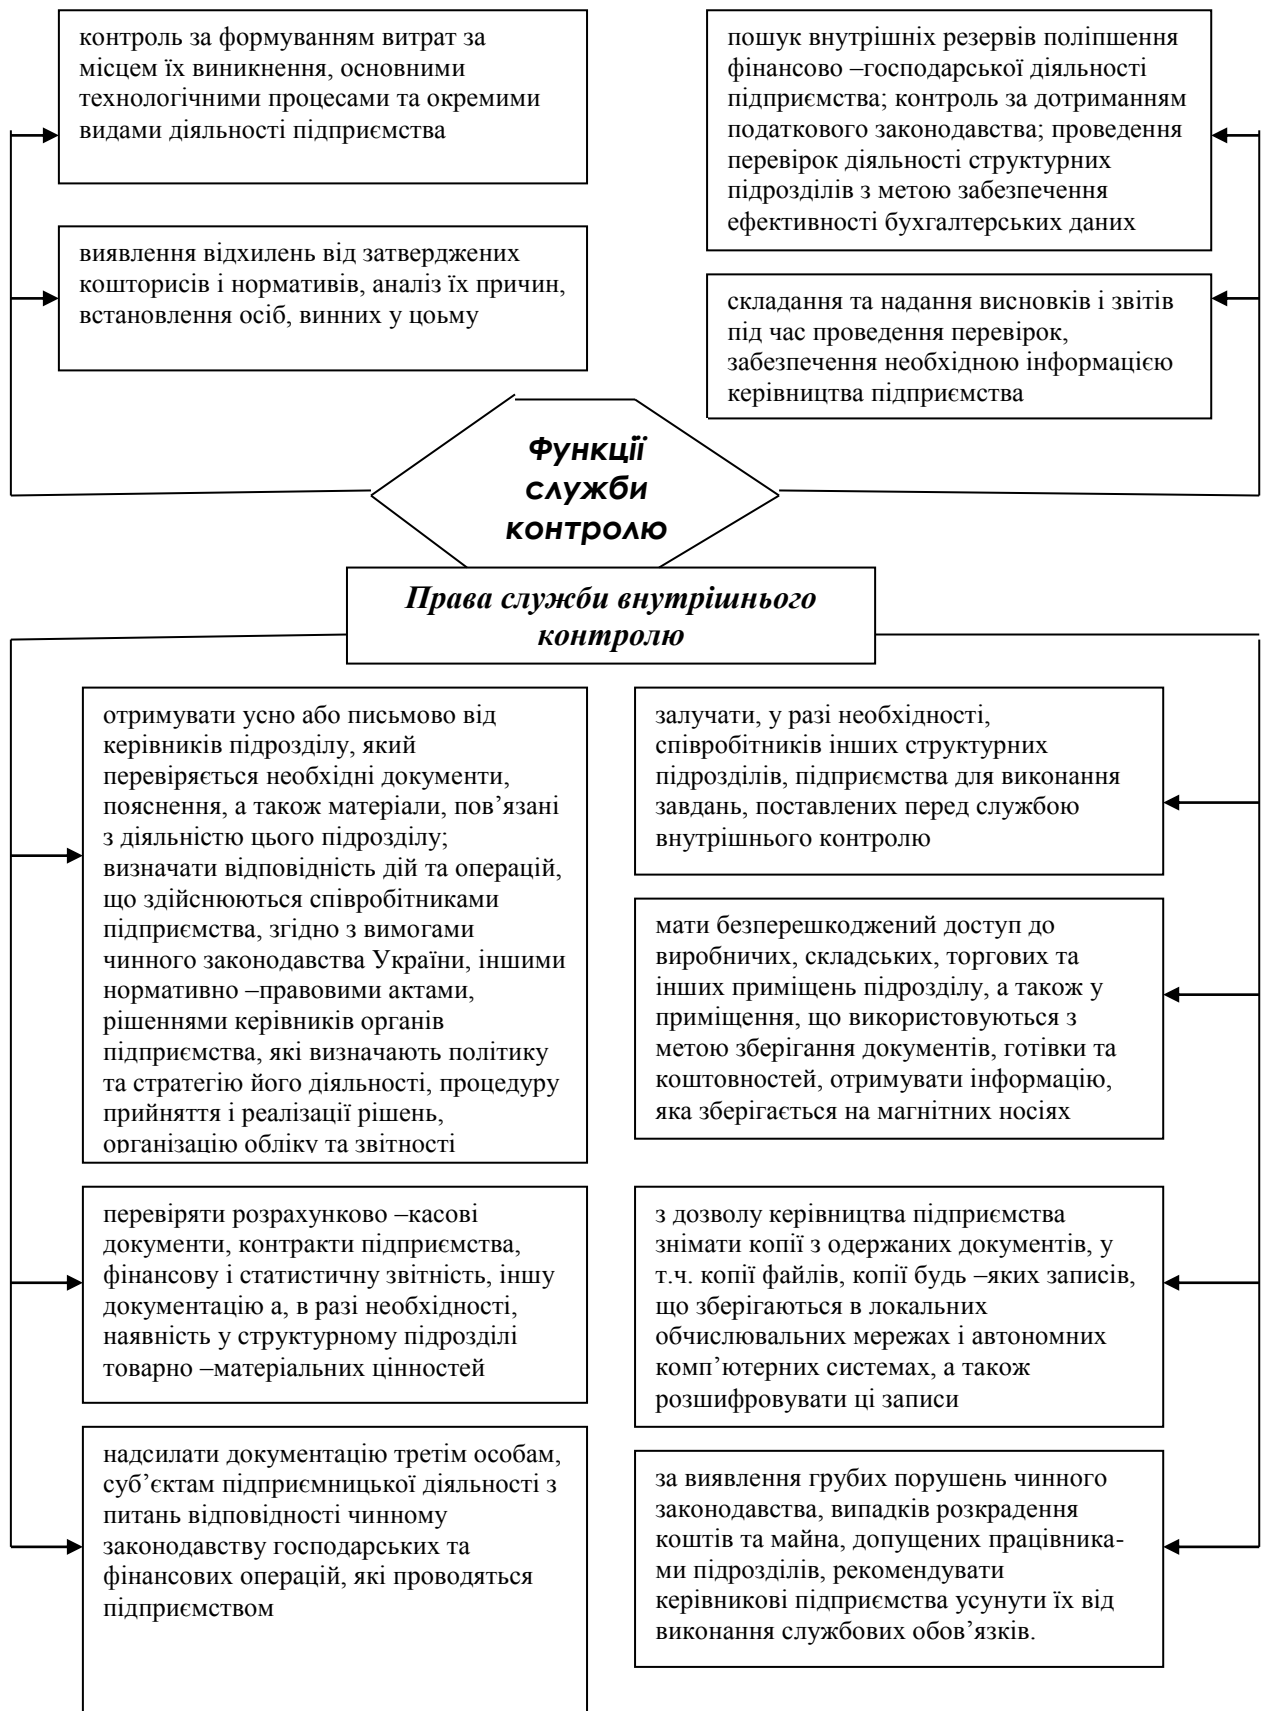 контроль за формуванням витрат за
місцем їх виникнення, основними
технологічними процесами та окремими
видами діяльності підприємства
виявлення відхилень від затверджених
кошторисів і нормативів, аналіз їх причин,
встановлення осіб, винних у цоьму
пошук внутрішніх резервів поліпшення
фінансово –господарської діяльності
підприємства; контроль за дотриманням
податкового законодавства; проведення
перевірок діяльності структурних
підрозділів з метою забезпечення
ефективності бухгалтерських даних
складання та надання висновків і звітів
під час проведення перевірок,
забезпечення необхідною інформацією
керівництва підприємства
Функції
служби
контролю
Права служби внутрішнього
контролю
отримувати усно або письмово від
керівників підрозділу, який
перевіряється необхідні документи,
пояснення, а також матеріали, пов’язані
з діяльністю цього підрозділу;
визначати відповідність дій та операцій,
що здійснюються співробітниками
підприємства, згідно з вимогами
чинного законодавства України, іншими
нормативно –правовими актами,
рішеннями керівників органів
підприємства, які визначають політику
та стратегію його діяльності, процедуру
прийняття і реалізації рішень,
організацію обліку та звітності
перевіряти розрахунково –касові
документи, контракти підприємства,
фінансову і статистичну звітність, іншу
документацію а, в разі необхідності,
наявність у структурному підрозділі
товарно –матеріальних цінностей
надсилати документацію третім особам,
суб’єктам підприємницької діяльності з
питань відповідності чинному
законодавству господарських та
фінансових операцій, які проводяться
підприємством
залучати, у разі необхідності,
співробітників інших структурних
підрозділів, підприємства для виконання
завдань, поставлених перед службою
внутрішнього контролю
мати безперешкоджений доступ до
виробничих, складських, торгових та
інших приміщень підрозділу, а також у
приміщення, що використовуються з
метою зберігання документів, готівки та
коштовностей, отримувати інформацію,
яка зберігається на магнітних носіях
з дозволу керівництва підприємства
знімати копії з одержаних документів, у
т.ч. копії файлів, копії будь –яких записів,
що зберігаються в локальних
обчислювальних мережах і автономних
комп’ютерних системах, а також
розшифровувати ці записи
за виявлення грубих порушень чинного
законодавства, випадків розкрадення
коштів та майна, допущених працівника-
ми підрозділів, рекомендувати
керівникові підприємства усунути їх від
виконання службових обов’язків.